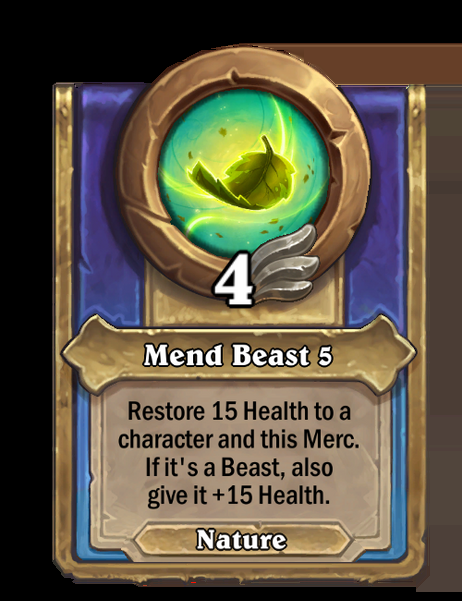 4
Mend Beast 5
Restore 15 Health to a
character and this Merc.
If it's a Beast, also
give it +15 Health.
Nature